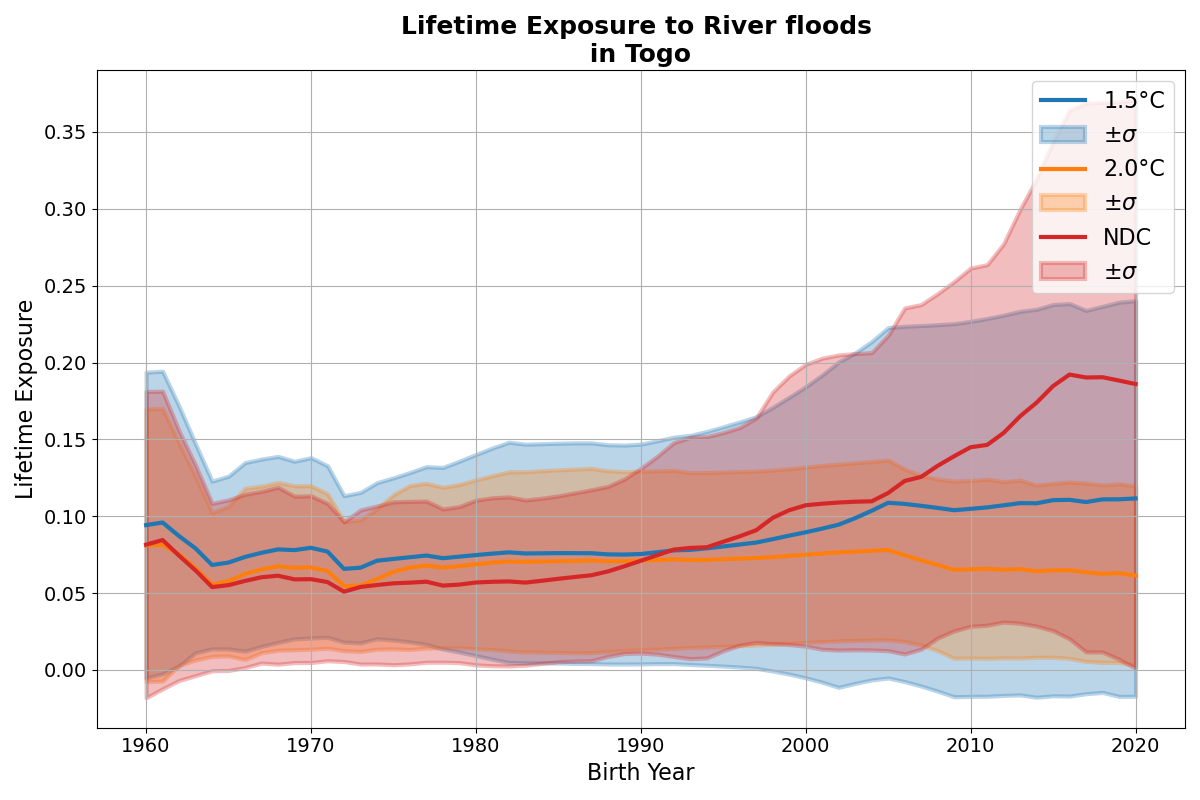 Lifetime Exposure to River floods
in Togo
Lifetime Exposure
0.35
0.30
0.25
0.20
0.15
0.10
0.05
0.00
1960
1970
1980
1990
2000
2010
2020
Birth Year
1.5°C
±σ
2.0°C
±σ
NDC
±σ